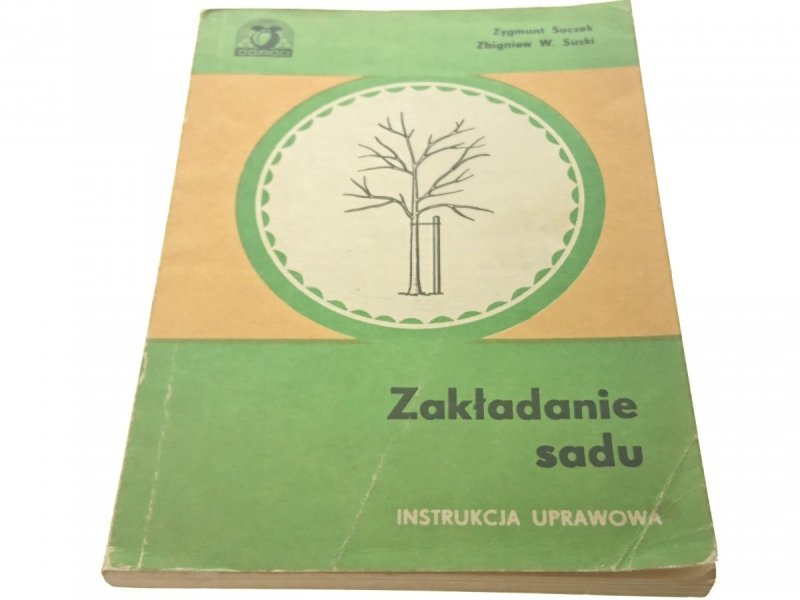 Zygmunt Soczek
Zbigniew W. Suski
Zakładanie
sadu
INSTRUKCJA UPRAWOWA